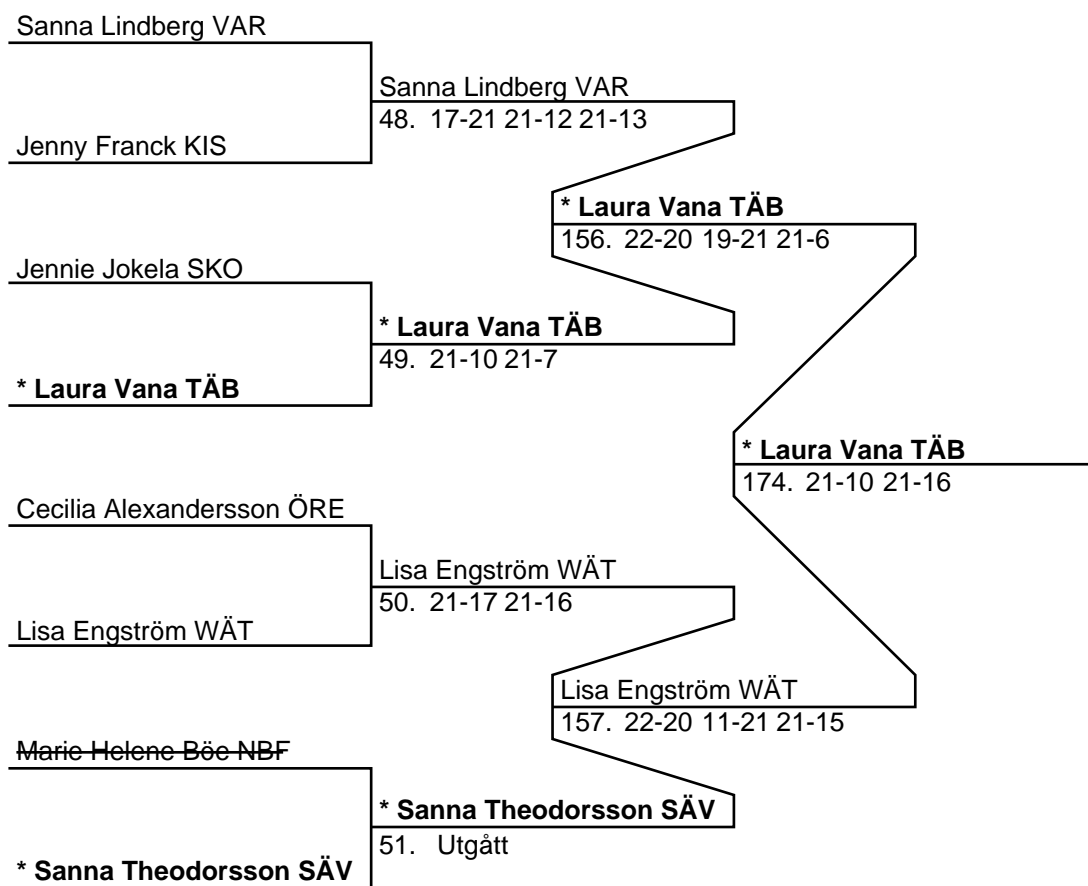 Sanna Lindberg VAR
Sanna Lindberg VAR
48. 17-21 21-12 21-13
Jenny Franck KIS
* Laura Vana TÄB
156. 22-20 19-21 21-6
Jennie Jokela SKO
* Laura Vana TÄB
49. 21-10 21-7
* Laura Vana TÄB
* Laura Vana TÄB
174. 21-10 21-16
Cecilia Alexandersson ÖRE
Lisa Engström WÄT
50. 21-17 21-16
Lisa Engström WÄT
Lisa Engström WÄT
157. 22-20 11-21 21-15
Marie Helene Böe NBF
* Sanna Theodorsson SÄV
51. Utgått
* Sanna Theodorsson SÄV